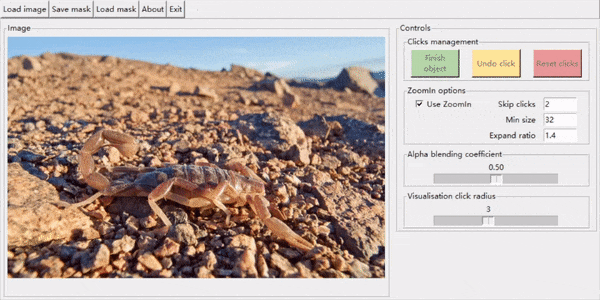 Load image Save mask Load mask About Exit
Image
Controls
Clicks management
Finish
object
Undo click
Reset clicks
ZoomIn options
Use ZoomIn
Skip clicks 2
Min size 32
Expand ratio 1.4
Alpha blending coefficient
0.50
Visualisation click radius
3